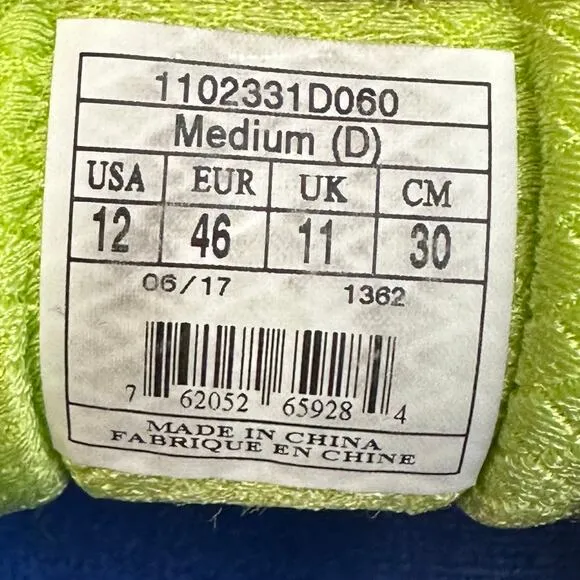 1102331D060
Medium (D)
USA EUR UK CM
12 46 11 30
06/17 1362
7 62052 65928 4
MADE IN CHINA
FABRIQUE EN CHINE